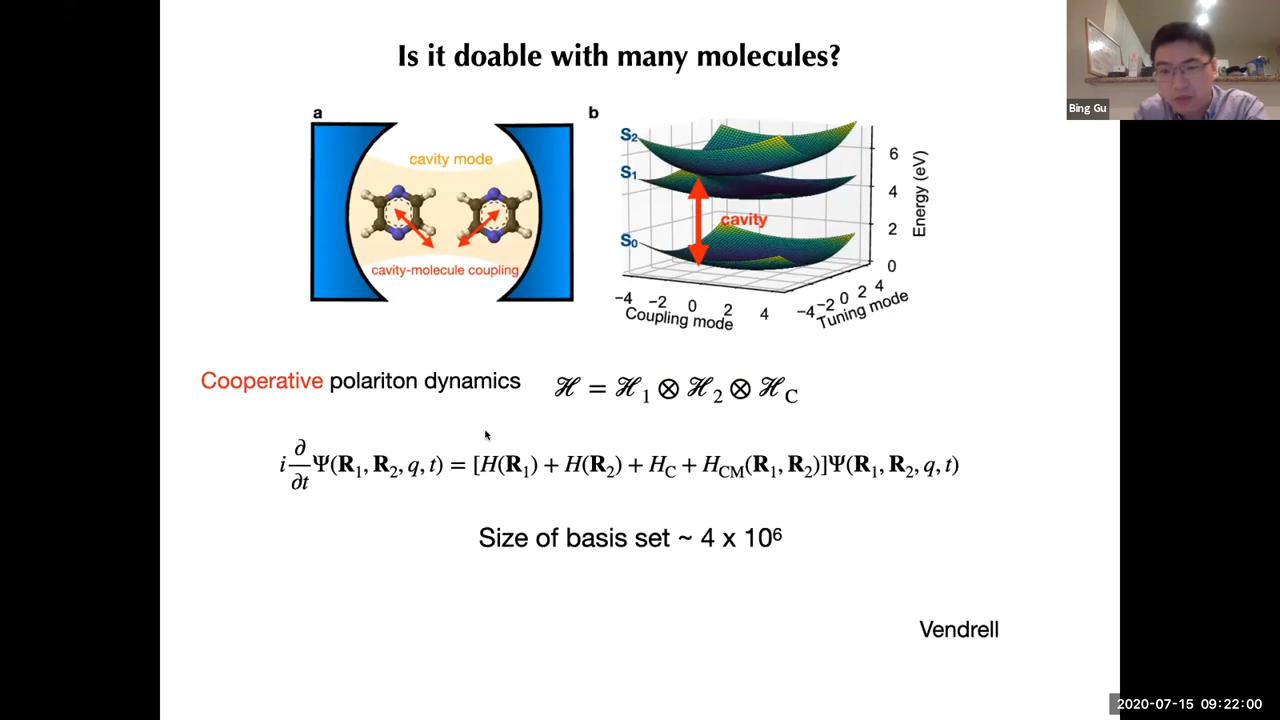 Is it doable with many molecules?
Bing Gu
a
cavity mode
cavity-molecule coupling
b
S₂
S₁
S₀
cavity
6
4
2
0
Energy (eV)
−4 −2 0 2 4
Coupling mode
−4 −2 0 2 4
Tuning mode
Cooperative polariton dynamics
ℋ = ℋ₁ ⊗ ℋ₂ ⊗ ℋ_C
i ∂/∂t Ψ(R₁, R₂, q, t) = [H(R₁) + H(R₂) + H_C + H_CM(R₁, R₂)]Ψ(R₁, R₂, q, t)
Size of basis set ~ 4 x 10⁶
Vendrell
2020-07-15 09:22:00